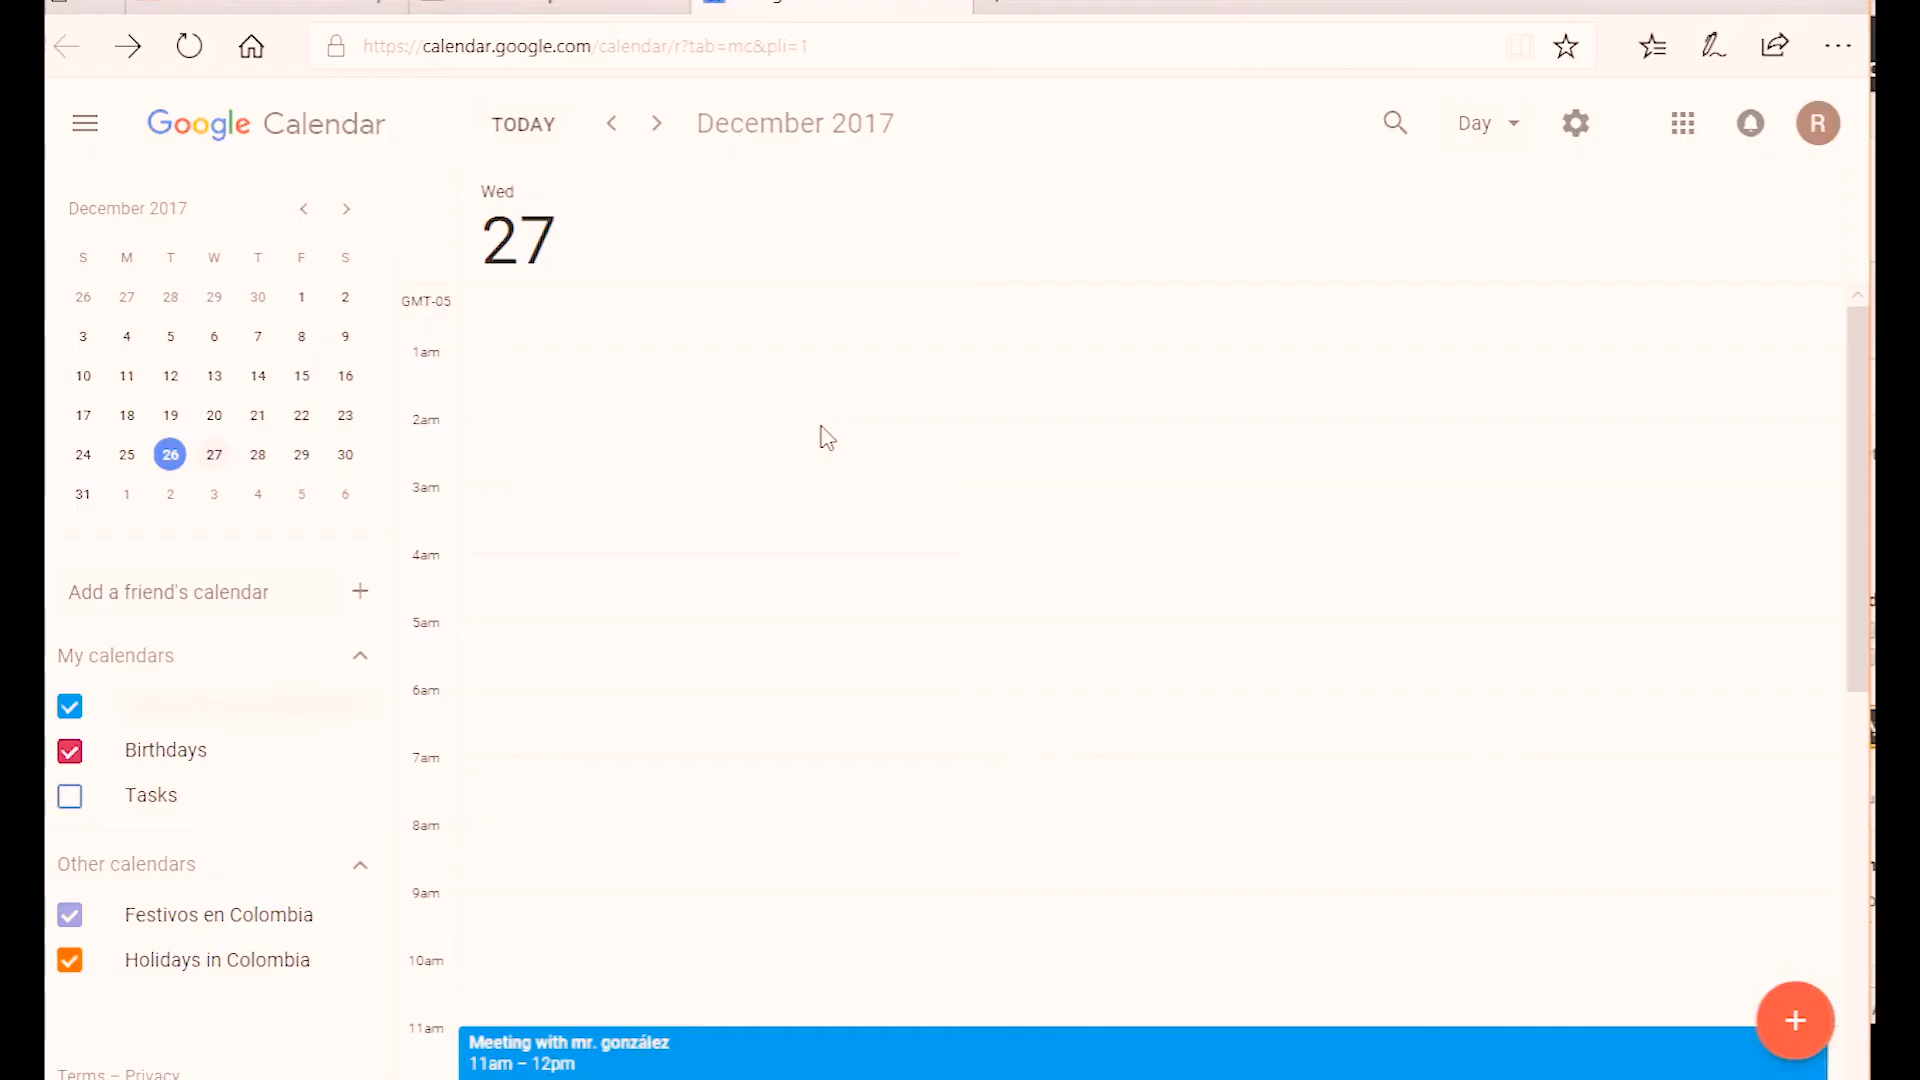 https://calendar.google.com/calendar/r?tab=mc&pli=1
Google Calendar
TODAY
December 2017
Day
R
December 2017
S M T W T F S
26 27 28 29 30 1 2
3 4 5 6 7 8 9
10 11 12 13 14 15 16
17 18 19 20 21 22 23
24 25 26 27 28 29 30
31 1 2 3 4 5 6
Add a friend's calendar
My calendars
Birthdays
Tasks
Other calendars
Festivos en Colombia
Holidays in Colombia
Terms – Privacy
Wed
27
GMT-05
1am
2am
3am
4am
5am
6am
7am
8am
9am
10am
11am
Meeting with mr. gonzález
11am – 12pm